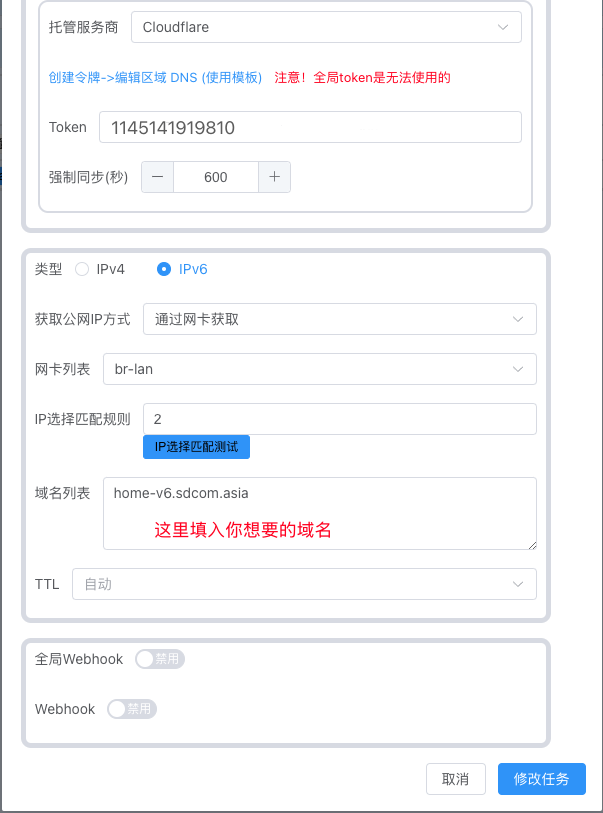 托管服务商 Cloudflare
创建令牌->编辑区域 DNS (使用模板) 注意！全局token是无法使用的
Token 1145141919810
强制同步(秒) 600
类型 IPv4 IPv6
获取公网IP方式 通过网卡获取
网卡列表 br-lan
IP选择匹配规则 2
IP选择匹配测试
域名列表 home-v6.sdcom.asia
这里填入你想要的域名
TTL 自动
全局Webhook 禁用
Webhook 禁用
取消 修改任务